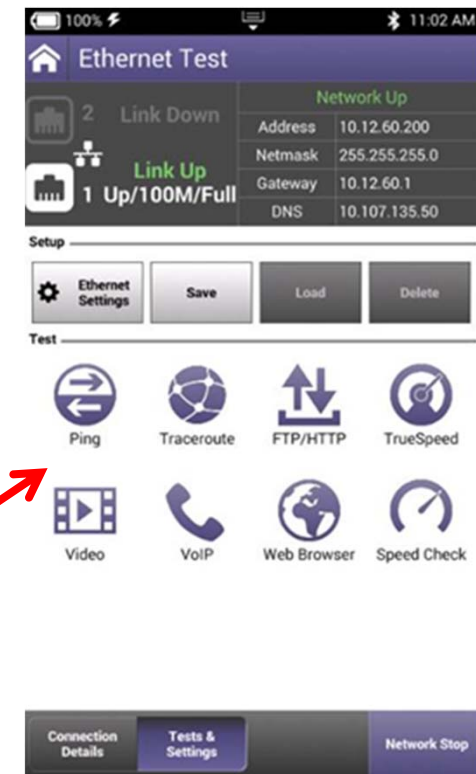 100% 11:02 AM
Ethernet Test
2 Link Down
Link Up
1 Up/100M/Full
Network Up
Address 10.12.60.200
Netmask 255.255.255.0
Gateway 10.12.60.1
DNS 10.107.135.50
Setup
Ethernet
Settings
Save
Load
Delete
Test
Ping Traceroute FTP/HTTP TrueSpeed
Video VoIP Web Browser Speed Check
Connection
Details
Tests &
Settings
Network Stop